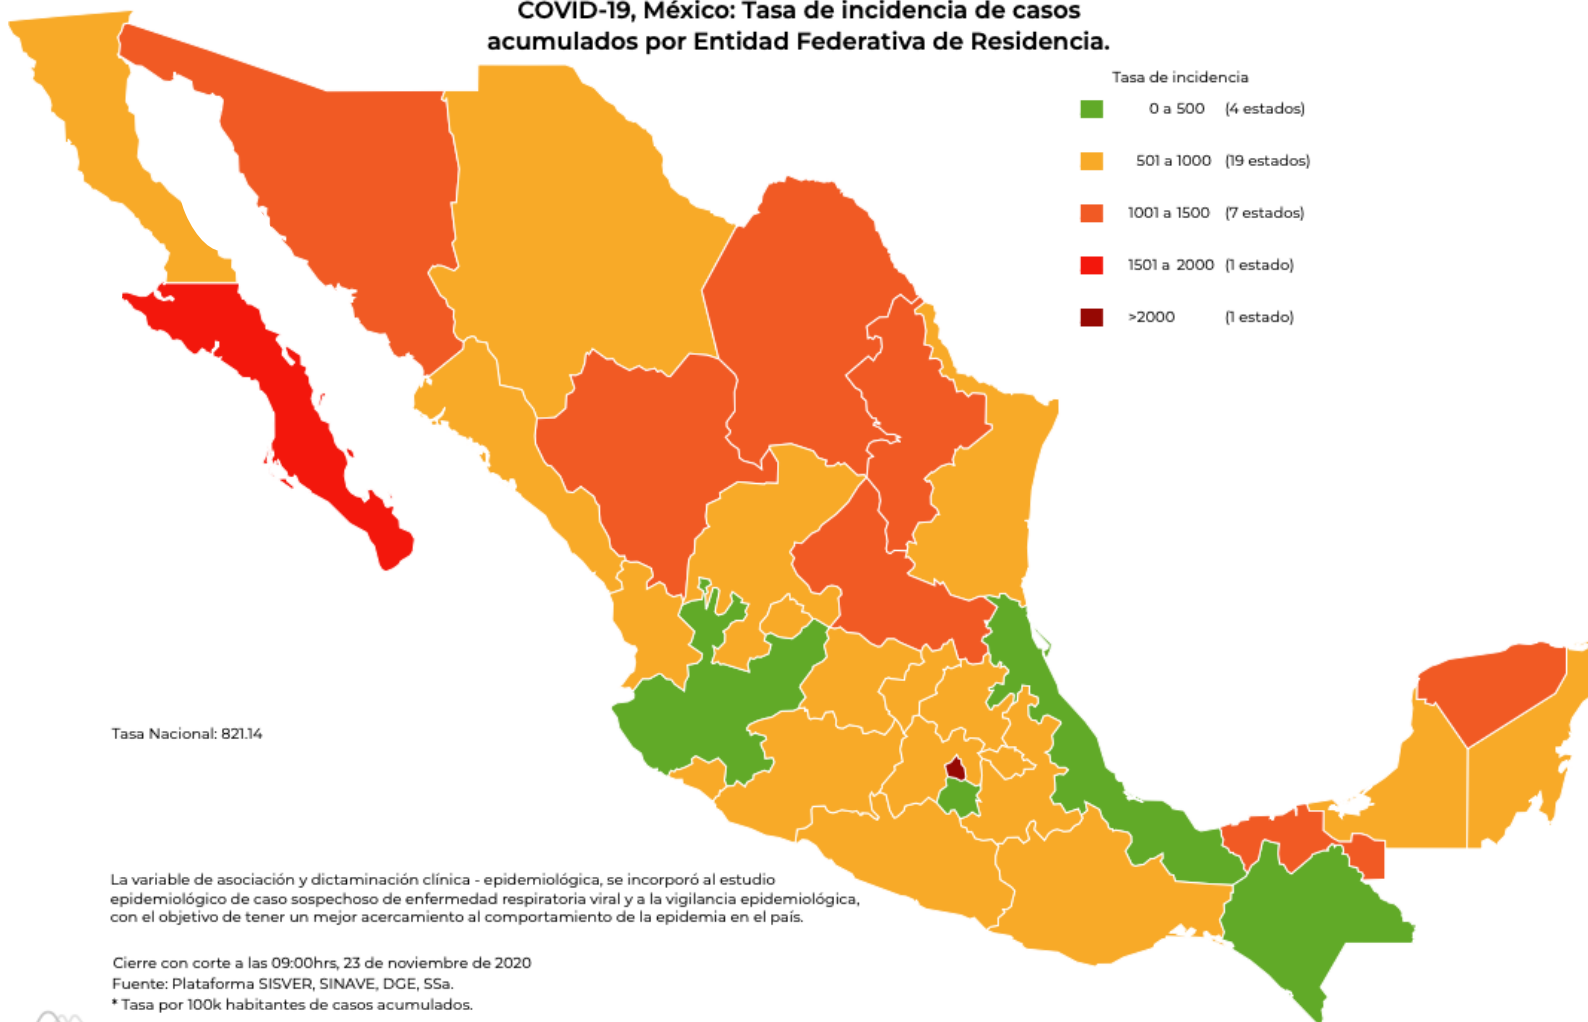 COVID-19, México: Tasa de incidencia de casos
acumulados por Entidad Federativa de Residencia.
Tasa de incidencia
0 a 500 (4 estados)
501 a 1000 (19 estados)
1001 a 1500 (7 estados)
1501 a 2000 (1 estado)
>2000 (1 estado)
Tasa Nacional: 821.14
La variable de asociación y dictaminación clínica - epidemiológica, se incorporó al estudio
epidemiológico de caso sospechoso de enfermedad respiratoria viral y a la vigilancia epidemiológica,
con el objetivo de tener un mejor acercamiento al comportamiento de la epidemia en el país.
Cierre con corte a las 09:00hrs, 23 de noviembre de 2020
Fuente: Plataforma SISVER, SINAVE, DGE, SSa.
* Tasa por 100k habitantes de casos acumulados.